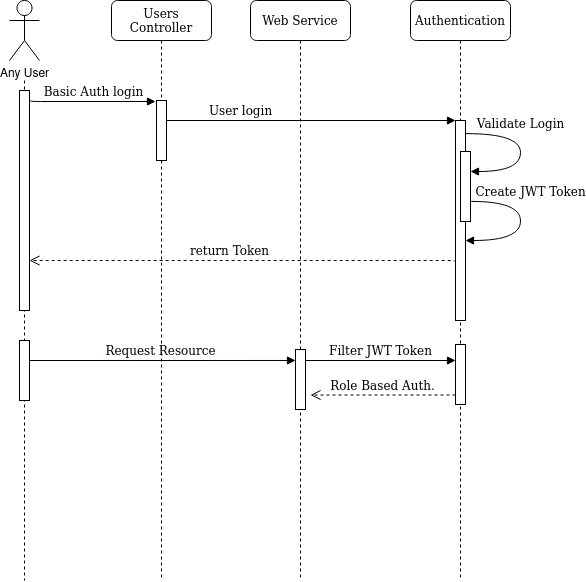 Users
Controller
Web Service
Authentication
Any User
Basic Auth login
User login
Validate Login
Create JWT Token
return Token
Request Resource
Filter JWT Token
Role Based Auth.